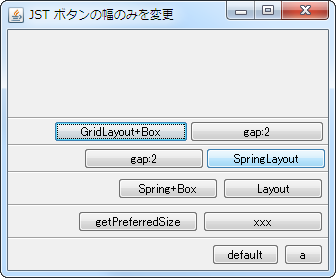 JST ボタンの幅のみを変更
GridLayout+Box gap:2
gap:2 SpringLayout
Spring+Box Layout
getPreferredSize xxx
default a